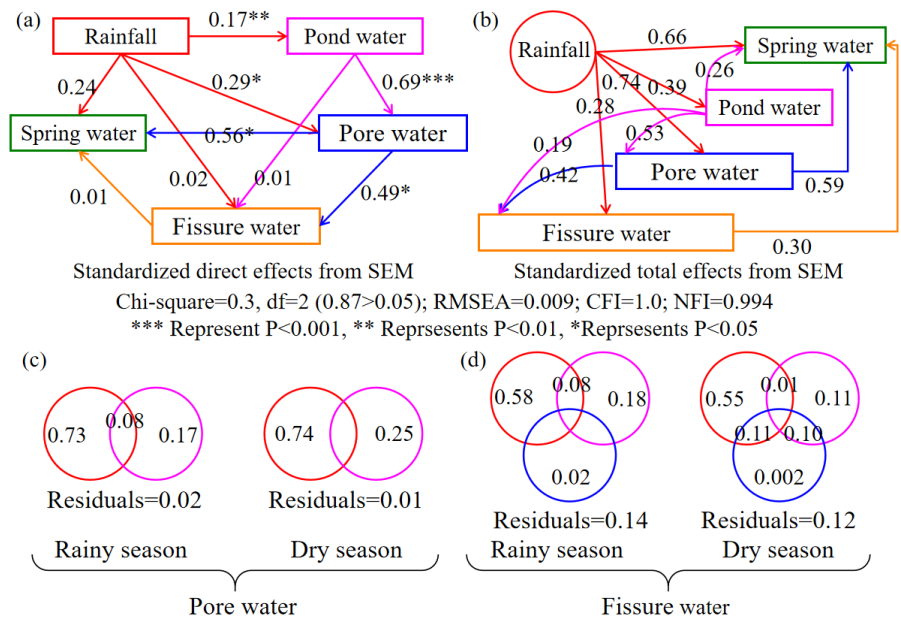 (a)
0.17**
Rainfall
Pond water
0.24
0.29*
0.69***
Spring water
0.56*
Pore water
0.01
0.02
0.01
0.49*
Fissure water
Standardized direct effects from SEM
(b)
0.66
Rainfall
Spring water
0.26
0.74
0.39
0.28
Pond water
0.19
0.53
0.42
Pore water
0.59
Fissure water
0.30
Standardized total effects from SEM
Chi-square=0.3, df=2 (0.87>0.05); RMSEA=0.009; CFI=1.0; NFI=0.994
*** Represent P<0.001, ** Reprsesents P<0.01, *Reprsesents P<0.05
(c)
0.73
0.08
0.17
Residuals=0.02
Rainy season
0.74
0.25
Residuals=0.01
Dry season
Pore water
(d)
0.58
0.08
0.18
0.02
Residuals=0.14
Rainy season
0.55
0.01
0.11
0.11
0.10
0.002
Residuals=0.12
Dry season
Fissure water